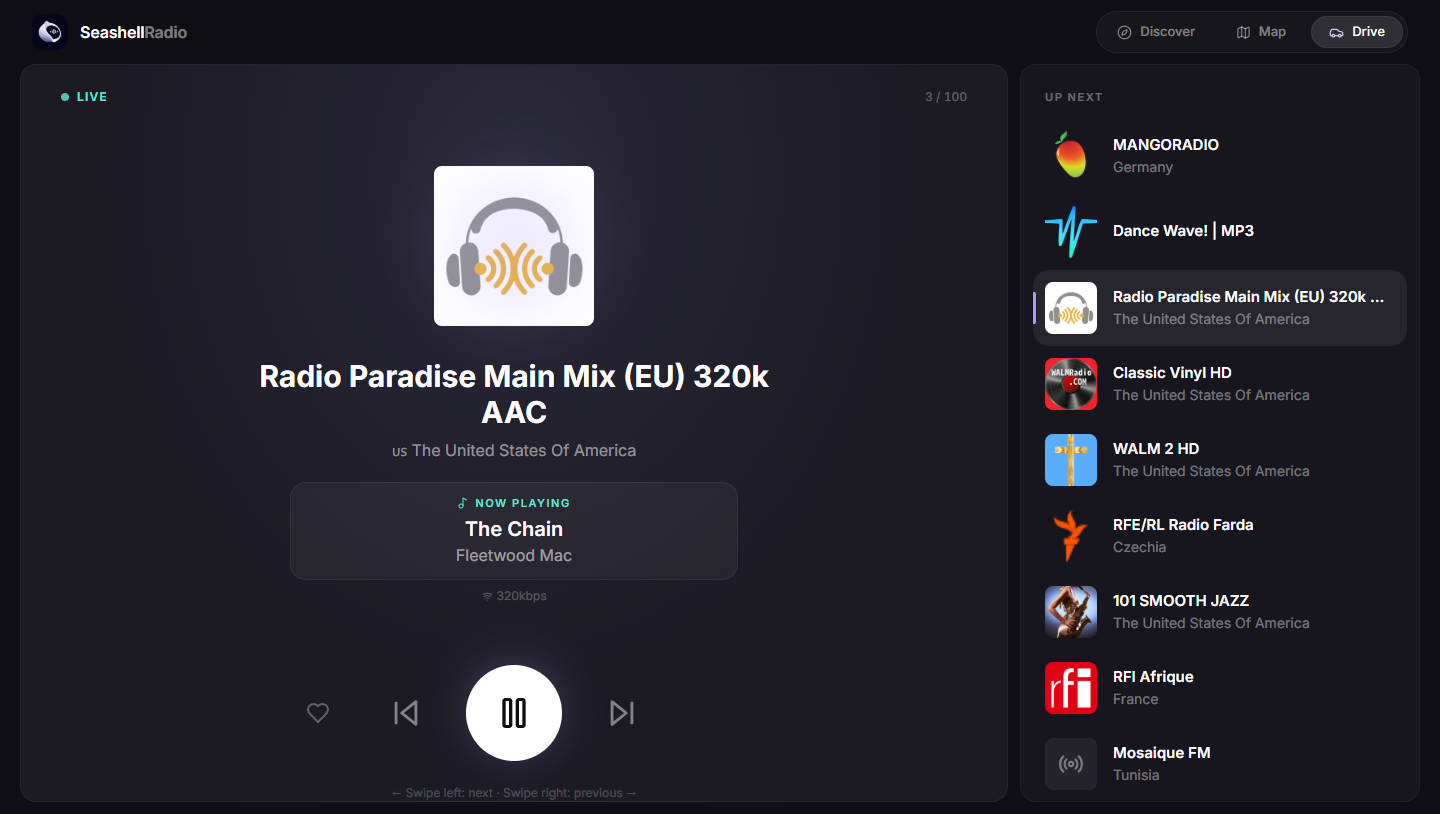 SeashellRadio
Discover
Map
Drive
LIVE
3 / 100
Radio Paradise Main Mix (EU) 320k
AAC
US The United States Of America
NOW PLAYING
The Chain
Fleetwood Mac
320kbps
← Swipe left: next · Swipe right: previous →
UP NEXT
MANGORADIO
Germany
Dance Wave! | MP3
Radio Paradise Main Mix (EU) 320k ...
The United States Of America
WALMRadio
.COM
Classic Vinyl HD
The United States Of America
WALM 2 HD
The United States Of America
RFE/RL Radio Farda
Czechia
101 SMOOTH JAZZ
The United States Of America
rfi
RFI Afrique
France
Mosaique FM
Tunisia